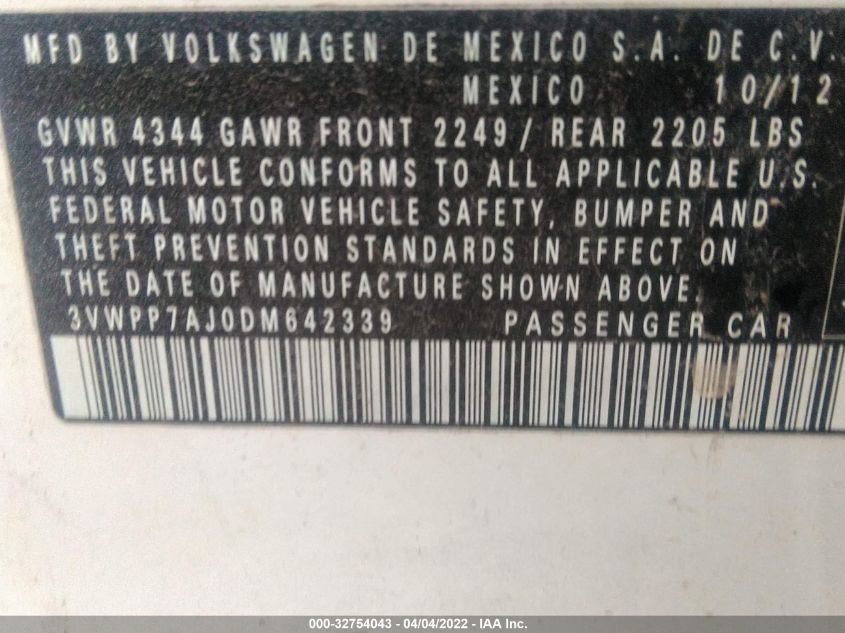 MFD BY VOLKSWAGEN DE MEXICO S.A. DE C.V.
MEXICO 10/12
GVWR 4344 GAWR FRONT 2249/ REAR 2205 LBS
THIS VEHICLE CONFORMS TO ALL APPLICABLE U.S.
FEDERAL MOTOR VEHICLE SAFETY, BUMPER AND
THEFT PREVENTION STANDARDS IN EFFECT ON
THE DATE OF MANUFACTURE SHOWN ABOVE.
3VWPP7AJ0DM642339 PASSENGER CAR
000-32754043 - 04/04/2022 - IAA Inc.